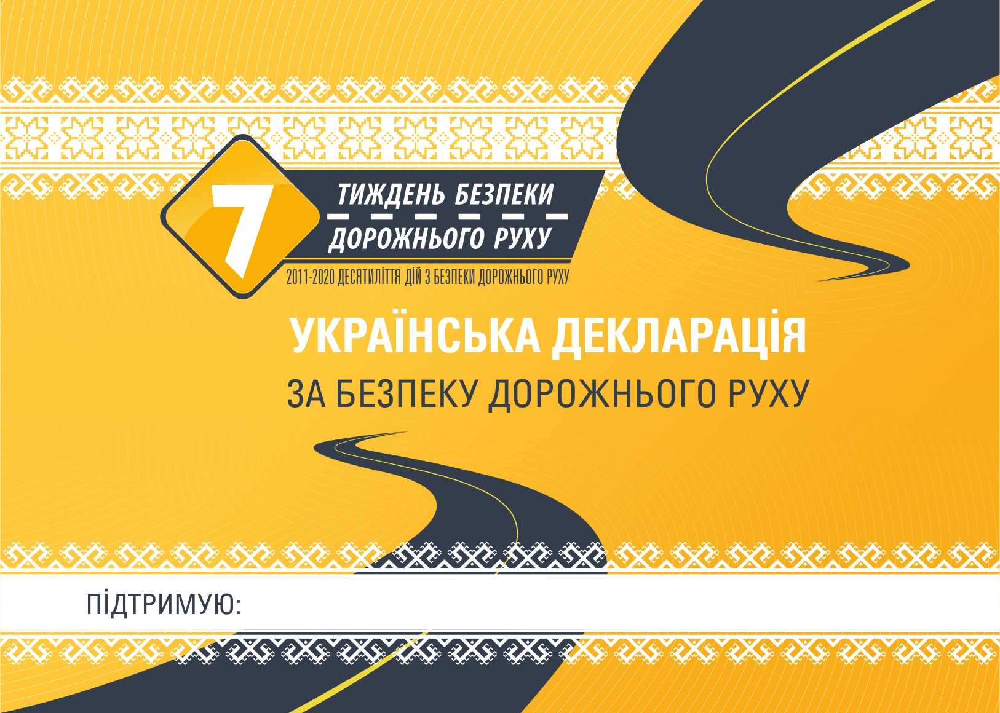 7
ТИЖДЕНЬ БЕЗПЕКИ
ДОРОЖНЬОГО РУХУ
2011-2020 ДЕСЯТИЛІТТЯ ДІЙ З БЕЗПЕКИ ДОРОЖНЬОГО РУХУ
УКРАЇНСЬКА ДЕКЛАРАЦІЯ
ЗА БЕЗПЕКУ ДОРОЖНЬОГО РУХУ
ПІДТРИМУЮ: